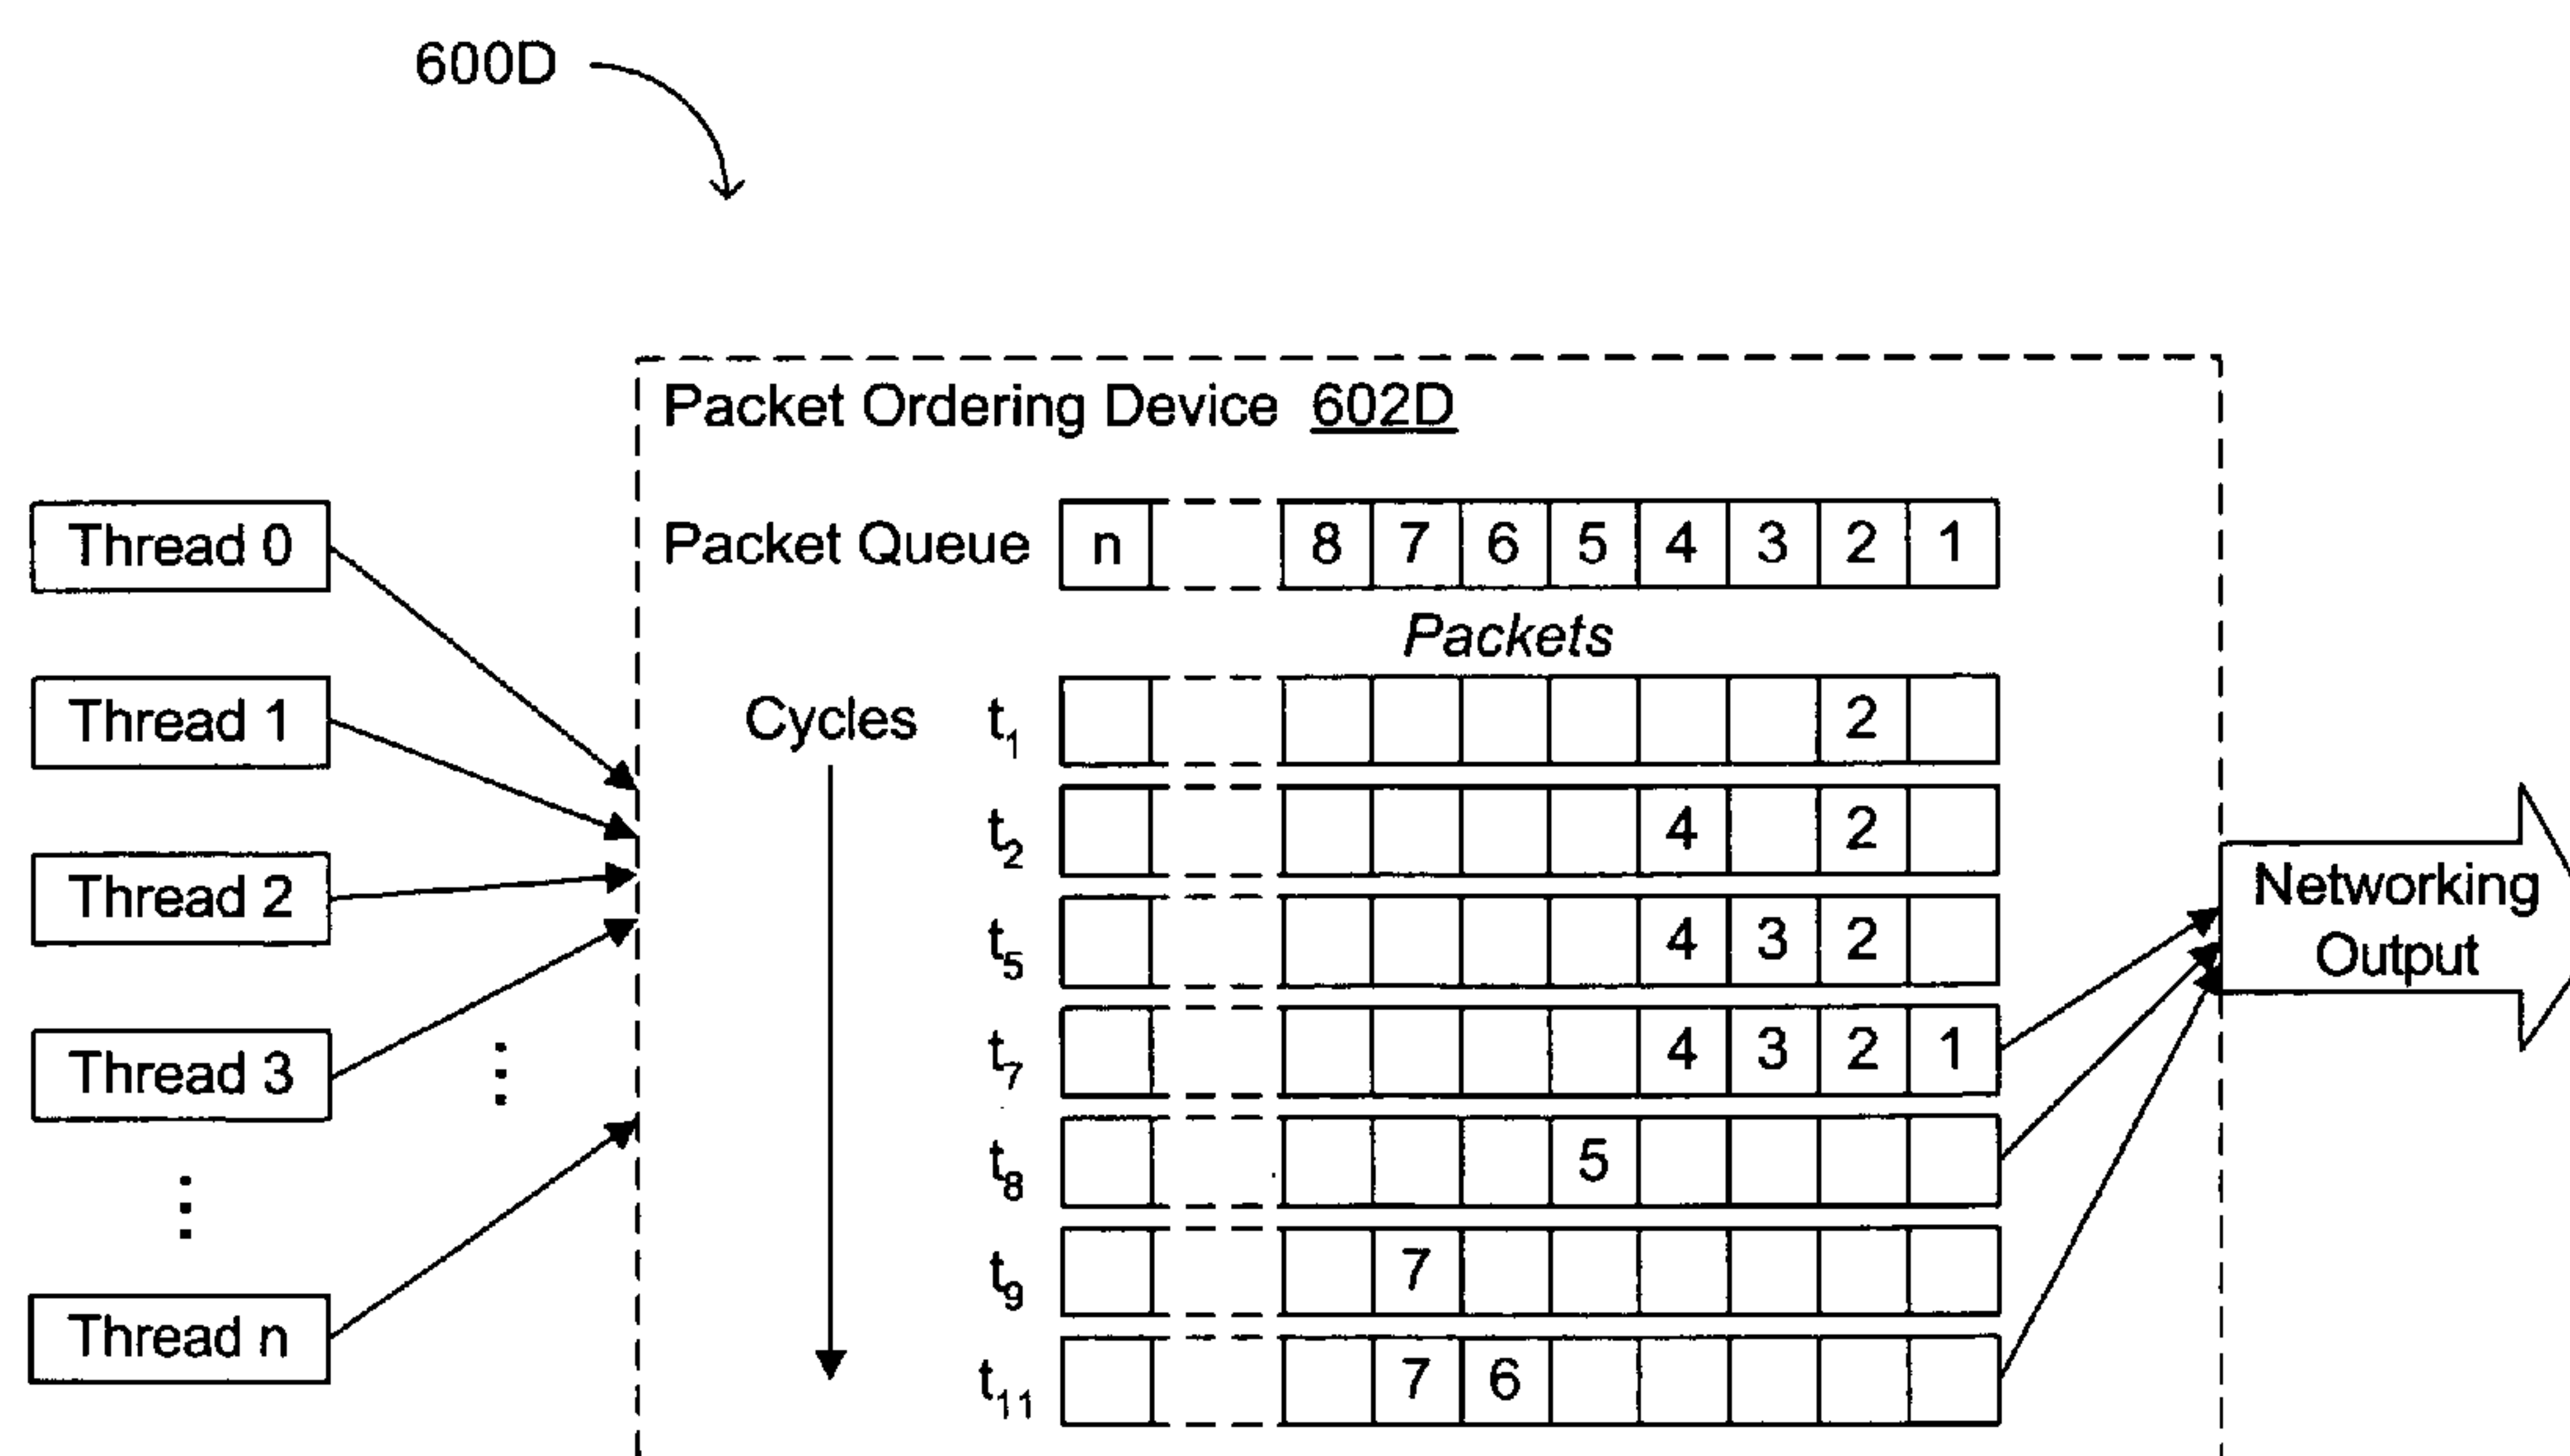 600D
Packet Ordering Device 602D
Thread 0
Thread 1
Thread 2
Thread 3
⋮
⋮
Thread n
Packet Queue n 8 7 6 5 4 3 2 1
Packets
Cycles
t1 2
t2 4 2
t5 4 3 2
t7 4 3 2 1
t8 5
t9 7
t11 7 6
Networking
Output